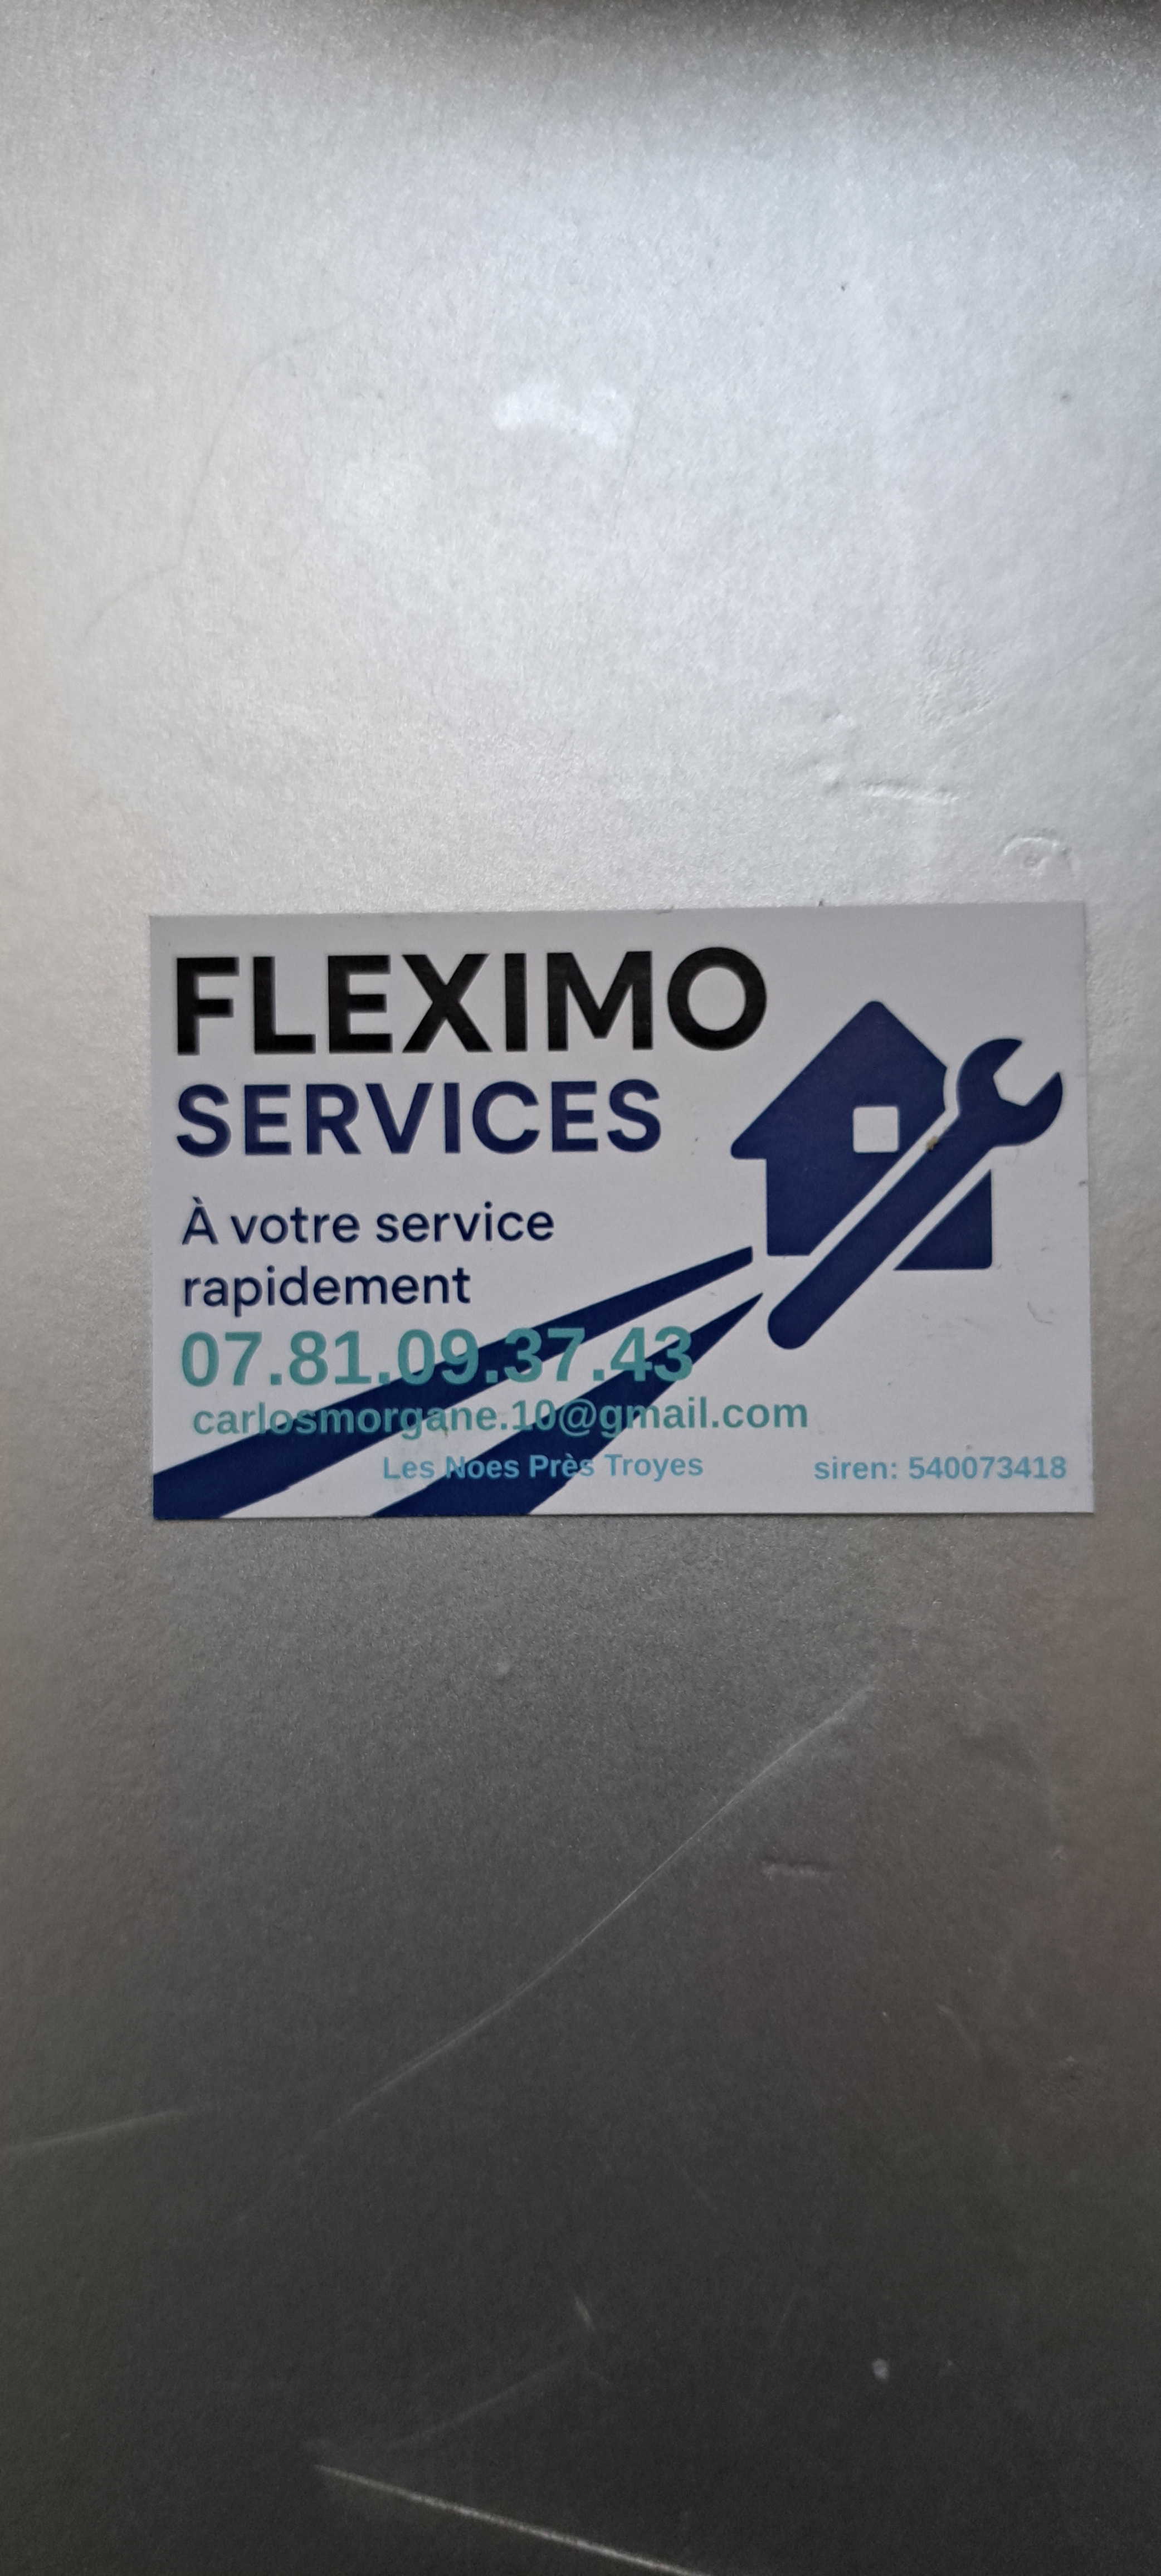 FLEXIMO
SERVICES
À votre service
rapidement
07.81.09.37.43
carlosmorgane.10@gmail.com
Les Noes Près Troyes
siren: 540073418